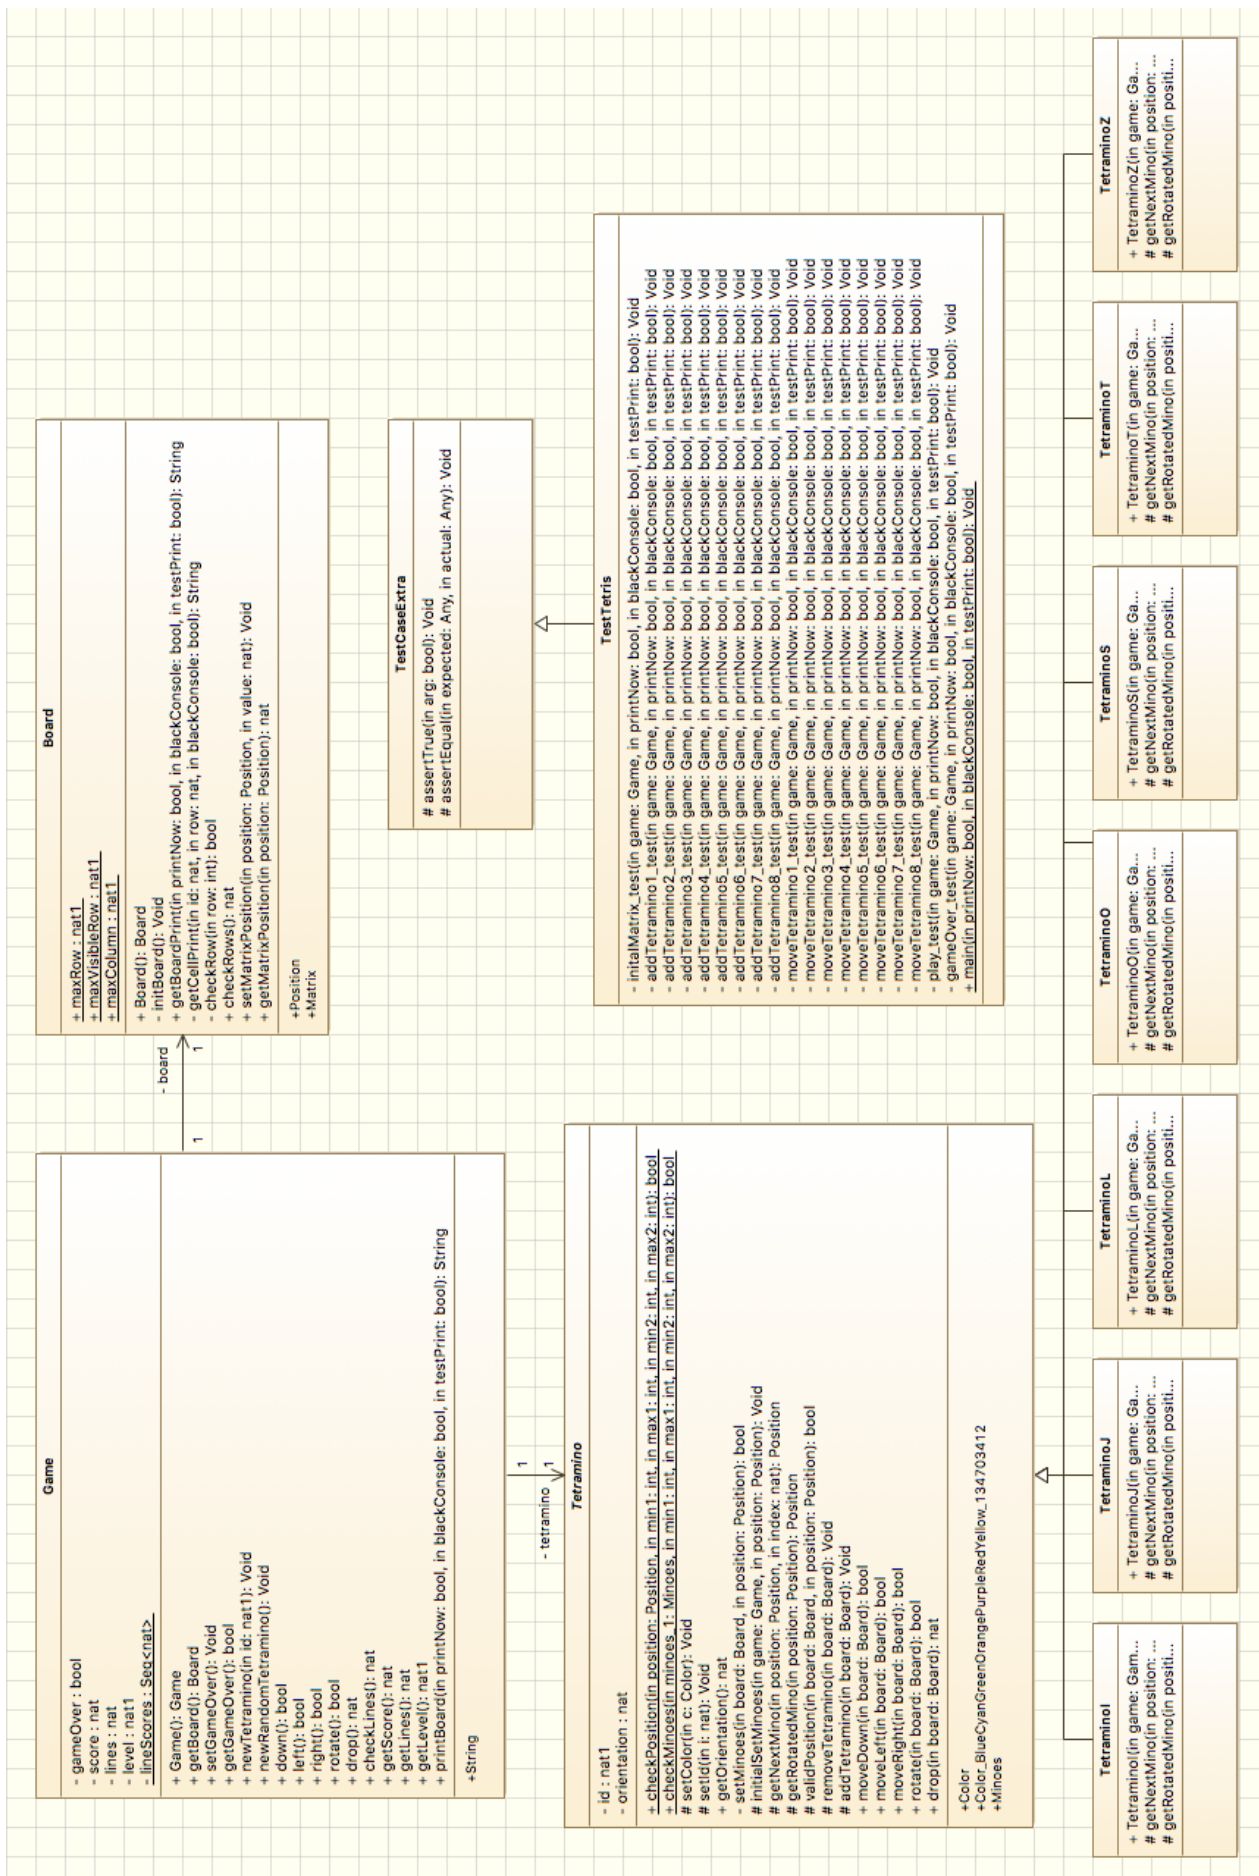 Game
- gameOver : bool
- score : nat
- lines : nat
- level : nat1
- lineScores : Seq<nat>
+ Game(): Game
+ getBoard(): Board
+ setGameOver(): Void
+ getGameOver(): bool
+ newTetramino(in id: nat1): Void
+ newRandomTetramino(): Void
+ down(): bool
+ left(): bool
+ right(): bool
+ rotate(): bool
+ drop(): nat
+ checkLines(): nat
+ getScore(): nat
+ getLines(): nat
+ getLevel(): nat1
+ printBoard(in printNow: bool, in blackConsole: bool, in testPrint: bool): String
+String
- board
1
1
Board
+ maxRow : nat1
+ maxVisibleRow : nat1
+ maxColumn : nat1
+ Board(): Board
- initBoard(): Void
+ getBoardPrint(in printNow: bool, in blackConsole: bool, in testPrint: bool): String
- getCellPrint(in id: nat, in row: nat, in blackConsole: bool): String
- checkRow(in row: int): bool
+ checkRows(): nat
+ setMatrixPosition(in position: Position, in value: nat): Void
+ getMatrixPosition(in position: Position): nat
+Position
+Matrix
TestCaseExtra
# assertTrue(in arg: bool): Void
# assertEqual(in expected: Any, in actual: Any): Void
- tetramino
1
1
Tetramino
- id : nat1
- orientation : nat
+ checkPosition(in position: Position, in min1: int, in max1: int, in min2: int, in max2: int): bool
+ checkMinoes(in minoes_1: Minoes, in min1: int, in max1: int, in min2: int, in max2: int): bool
# setColor(in c: Color): Void
# setId(in i: nat): Void
+ getOrientation(): nat
- setMinoes(in board: Board, in position: Position): bool
# initialSetMinoes(in game: Game, in position: Position): Void
# getNextMino(in position: Position, in index: nat): Position
# getRotatedMino(in position: Position): Position
# validPosition(in board: Board, in position: Position): bool
# removeTetramino(in board: Board): Void
# addTetramino(in board: Board): Void
+ moveDown(in board: Board): bool
+ moveLeft(in board: Board): bool
+ moveRight(in board: Board): bool
+ rotate(in board: Board): bool
+ drop(in board: Board): nat
+Color
+Color_BlueCyanGreenOrangePurpleRedYellow_134703412
+Minoes
TestTetris
- initalMatrix_test(in game: Game, in printNow: bool, in blackConsole: bool, in testPrint: bool): Void
- addTetramino1_test(in game: Game, in printNow: bool, in blackConsole: bool, in testPrint: bool): Void
- addTetramino2_test(in game: Game, in printNow: bool, in blackConsole: bool, in testPrint: bool): Void
- addTetramino3_test(in game: Game, in printNow: bool, in blackConsole: bool, in testPrint: bool): Void
- addTetramino4_test(in game: Game, in printNow: bool, in blackConsole: bool, in testPrint: bool): Void
- addTetramino5_test(in game: Game, in printNow: bool, in blackConsole: bool, in testPrint: bool): Void
- addTetramino6_test(in game: Game, in printNow: bool, in blackConsole: bool, in testPrint: bool): Void
- addTetramino7_test(in game: Game, in printNow: bool, in blackConsole: bool, in testPrint: bool): Void
- addTetramino8_test(in game: Game, in printNow: bool, in blackConsole: bool, in testPrint: bool): Void
- moveTetramino1_test(in game: Game, in printNow: bool, in blackConsole: bool, in testPrint: bool): Void
- moveTetramino2_test(in game: Game, in printNow: bool, in blackConsole: bool, in testPrint: bool): Void
- moveTetramino3_test(in game: Game, in printNow: bool, in blackConsole: bool, in testPrint: bool): Void
- moveTetramino4_test(in game: Game, in printNow: bool, in blackConsole: bool, in testPrint: bool): Void
- moveTetramino5_test(in game: Game, in printNow: bool, in blackConsole: bool, in testPrint: bool): Void
- moveTetramino6_test(in game: Game, in printNow: bool, in blackConsole: bool, in testPrint: bool): Void
- moveTetramino7_test(in game: Game, in printNow: bool, in blackConsole: bool, in testPrint: bool): Void
- moveTetramino8_test(in game: Game, in printNow: bool, in blackConsole: bool, in testPrint: bool): Void
- play_test(in game: Game, in printNow: bool, in blackConsole: bool, in testPrint: bool): Void
- gameOver_test(in game: Game, in printNow: bool, in blackConsole: bool, in testPrint: bool): Void
+ main(in printNow: bool, in blackConsole: bool, in testPrint: bool): Void
TetraminoI
+ TetraminoI(in game: Gam...
# getNextMino(in position: ...
# getRotatedMino(in positi...
TetraminoJ
+ TetraminoJ(in game: Ga...
# getNextMino(in position: ...
# getRotatedMino(in positi...
TetraminoL
+ TetraminoL(in game: Ga...
# getNextMino(in position: ...
# getRotatedMino(in positi...
TetraminoO
+ TetraminoO(in game: Ga...
# getNextMino(in position: ...
# getRotatedMino(in positi...
TetraminoS
+ TetraminoS(in game: Ga...
# getNextMino(in position: ...
# getRotatedMino(in positi...
TetraminoT
+ TetraminoT(in game: Ga...
# getNextMino(in position: ...
# getRotatedMino(in positi...
TetraminoZ
+ TetraminoZ(in game: Ga...
# getNextMino(in position: ...
# getRotatedMino(in positi...